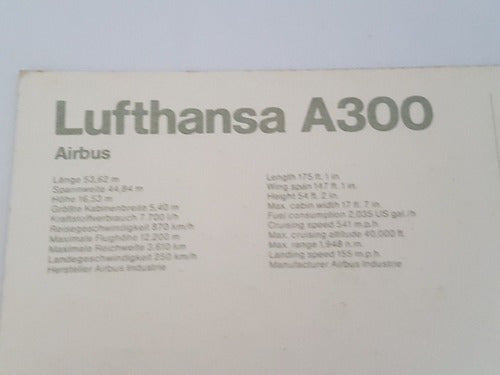 Lufthansa A300
Airbus
Länge 53,62 m
Spannweite 44,84 m
Höhe 16,53 m
Größte Kabinenbreite 5,40 m
Kraftstoffverbrauch 7.700 l/h
Reisegeschwindigkeit 870 km/h
Maximale Flughöhe 12,200 m
Maximale Reichweite 3,610 km
Landegeschwindigkeit 250 km/h
Hersteller Airbus Industrie
Length 175 ft. 1 in.
Wing span 147 ft. 1 in.
Height 54 ft. 2 in.
Max. cabin width 17 ft. 7 in.
Fuel consumption 2,035 US gal./h
Cruising speed 541 m.p.h.
Max. cruising altitude 40,000 ft.
Max. range 1,948 n.m.
Landing speed 155 m.p.h.
Manufacturer Airbus Industrie